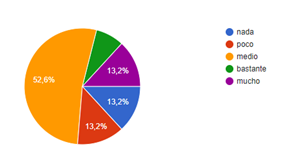 52,6%
13,2%
13,2%
13,2%
nada
poco
medio
bastante
mucho